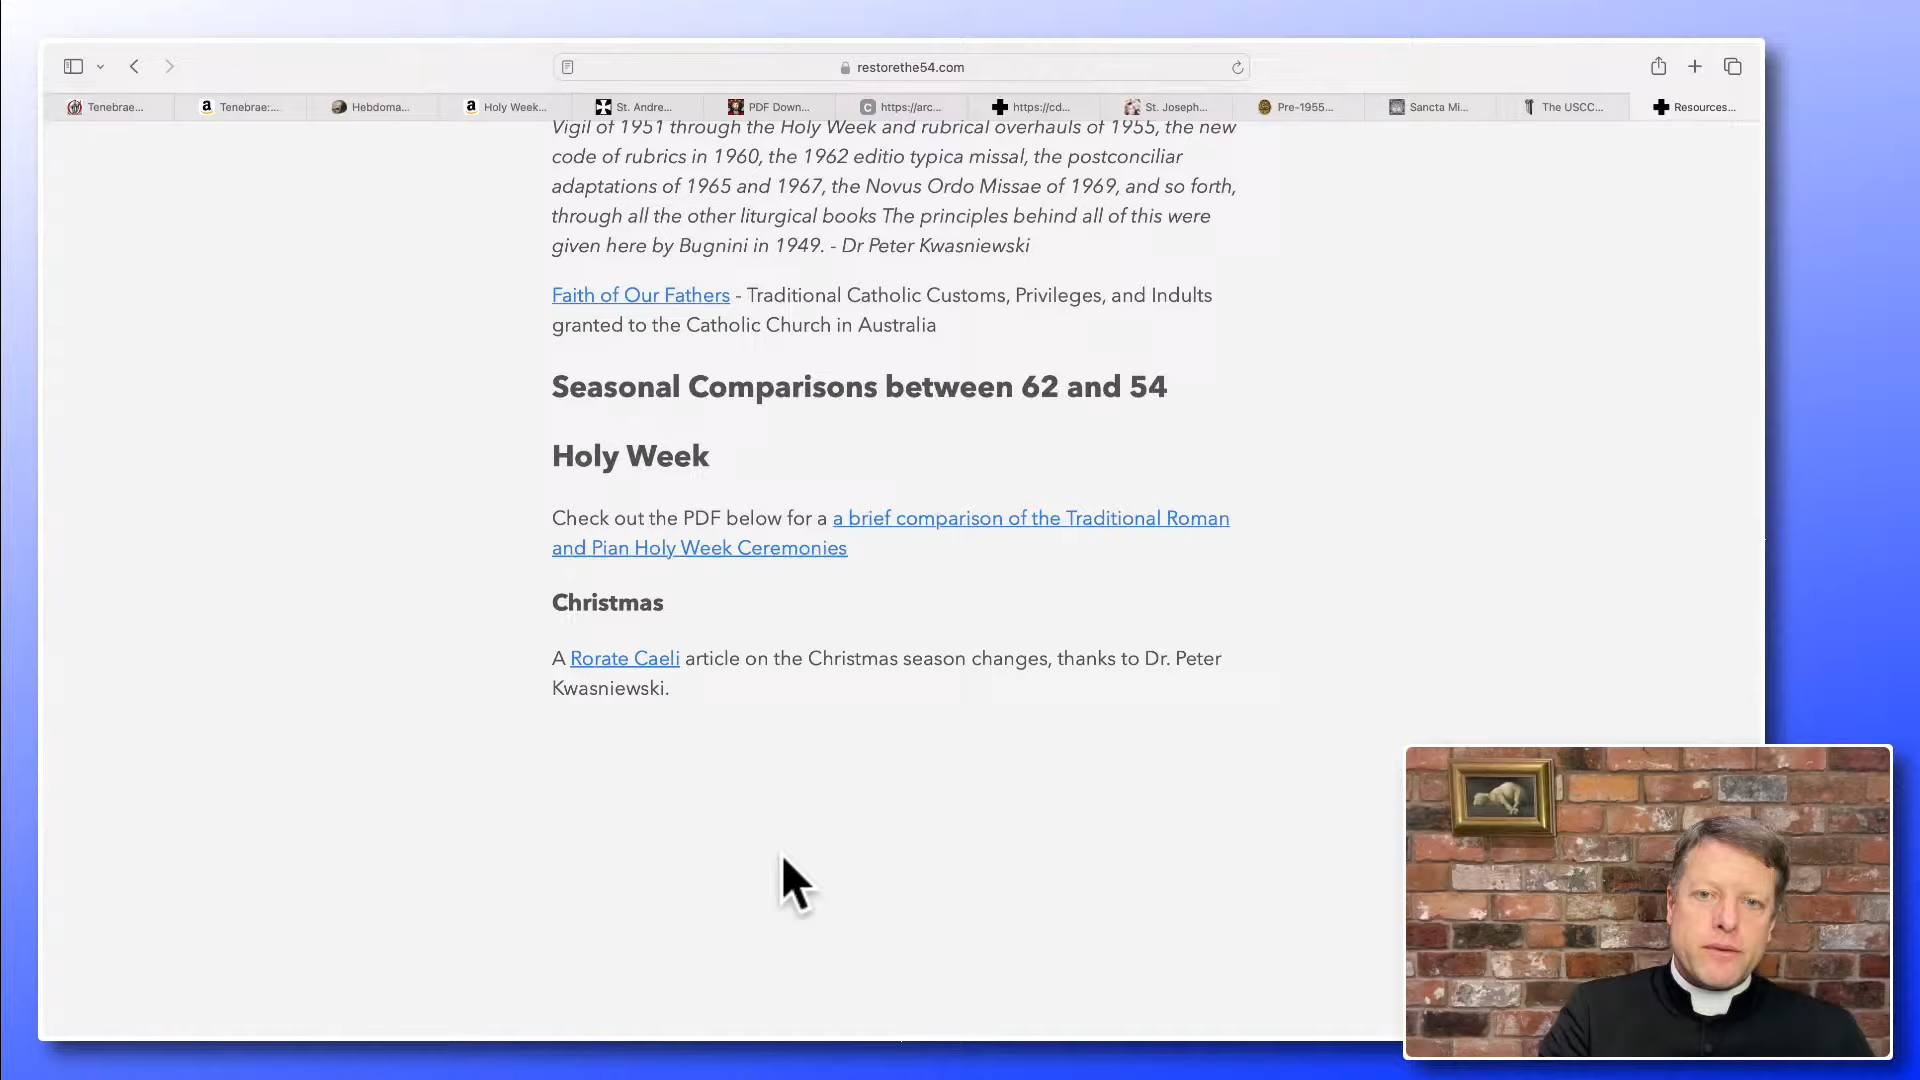 restorethe54.com
Tenebrae...
Tenebrae:...
Hebdoma...
Holy Week...
St. Andre...
PDF Down...
https://arc...
https://cd...
St. Joseph...
Pre-1955...
Sancta Mi...
The USCC...
Resources...
Vigil of 1951 through the Holy Week and rubrical overhauls of 1955, the new
code of rubrics in 1960, the 1962 editio typica missal, the postconciliar
adaptations of 1965 and 1967, the Novus Ordo Missae of 1969, and so forth,
through all the other liturgical books The principles behind all of this were
given here by Bugnini in 1949. - Dr Peter Kwasniewski
Faith of Our Fathers - Traditional Catholic Customs, Privileges, and Indults
granted to the Catholic Church in Australia
Seasonal Comparisons between 62 and 54
Holy Week
Check out the PDF below for a a brief comparison of the Traditional Roman
and Pian Holy Week Ceremonies
Christmas
A Rorate Caeli article on the Christmas season changes, thanks to Dr. Peter
Kwasniewski.